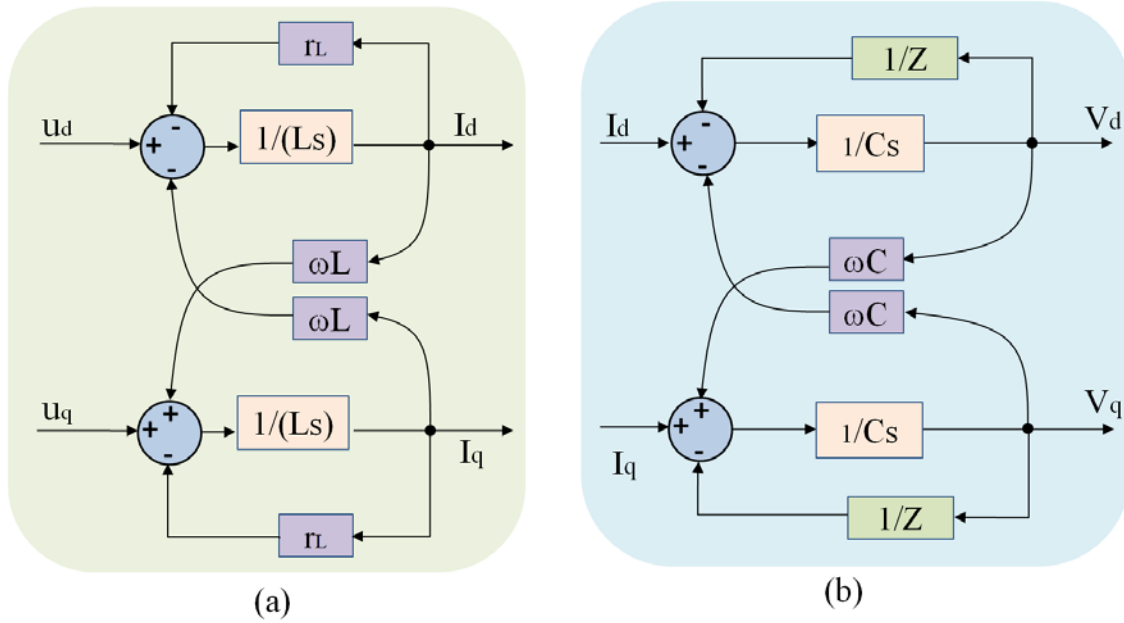 rL
ud
+
-
-
1/(Ls)
Id
ωL
ωL
uq
+
+
-
1/(Ls)
Iq
rL
(a)
1/Z
Id
+
-
-
1/Cs
Vd
ωC
ωC
Iq
+
+
-
1/Cs
Vq
1/Z
(b)